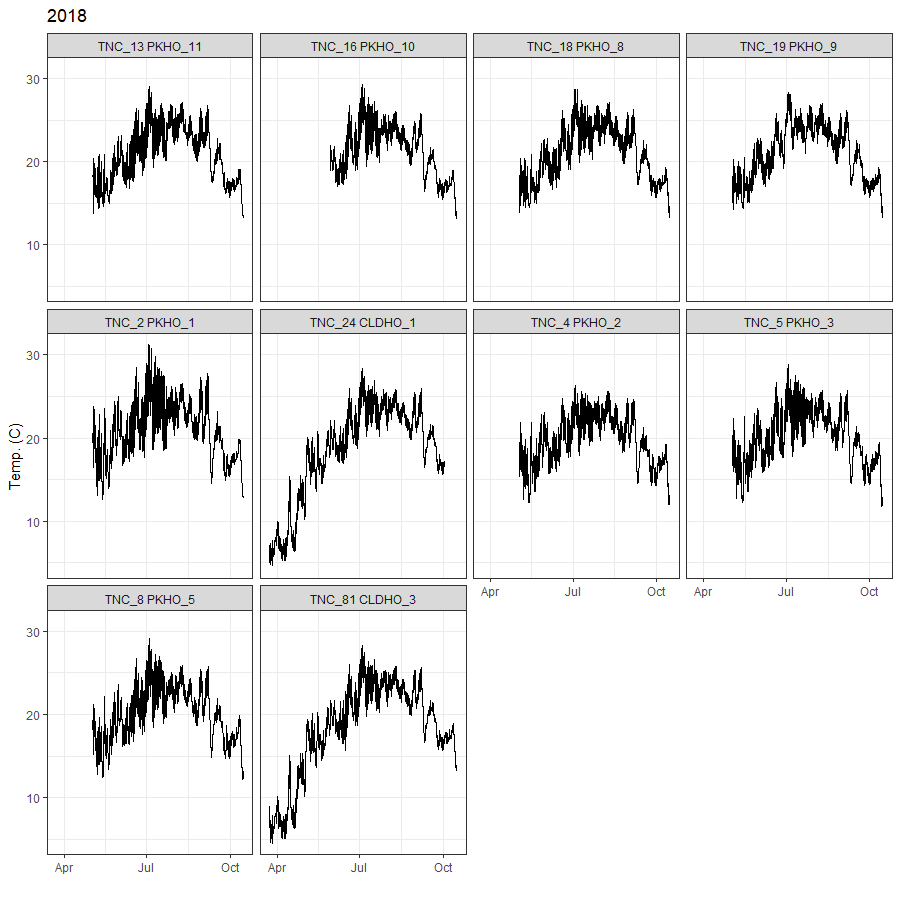 2018
TNC_13 PKHO_11 TNC_16 PKHO_10 TNC_18 PKHO_8 TNC_19 PKHO_9
30
20
10
TNC_2 PKHO_1 TNC_24 CLDHO_1 TNC_4 PKHO_2 TNC_5 PKHO_3
30
20
10
Temp. (C)
Apr Jul Oct Apr Jul Oct
TNC_8 PKHO_5 TNC_81 CLDHO_3
30
20
10
Apr Jul Oct Apr Jul Oct